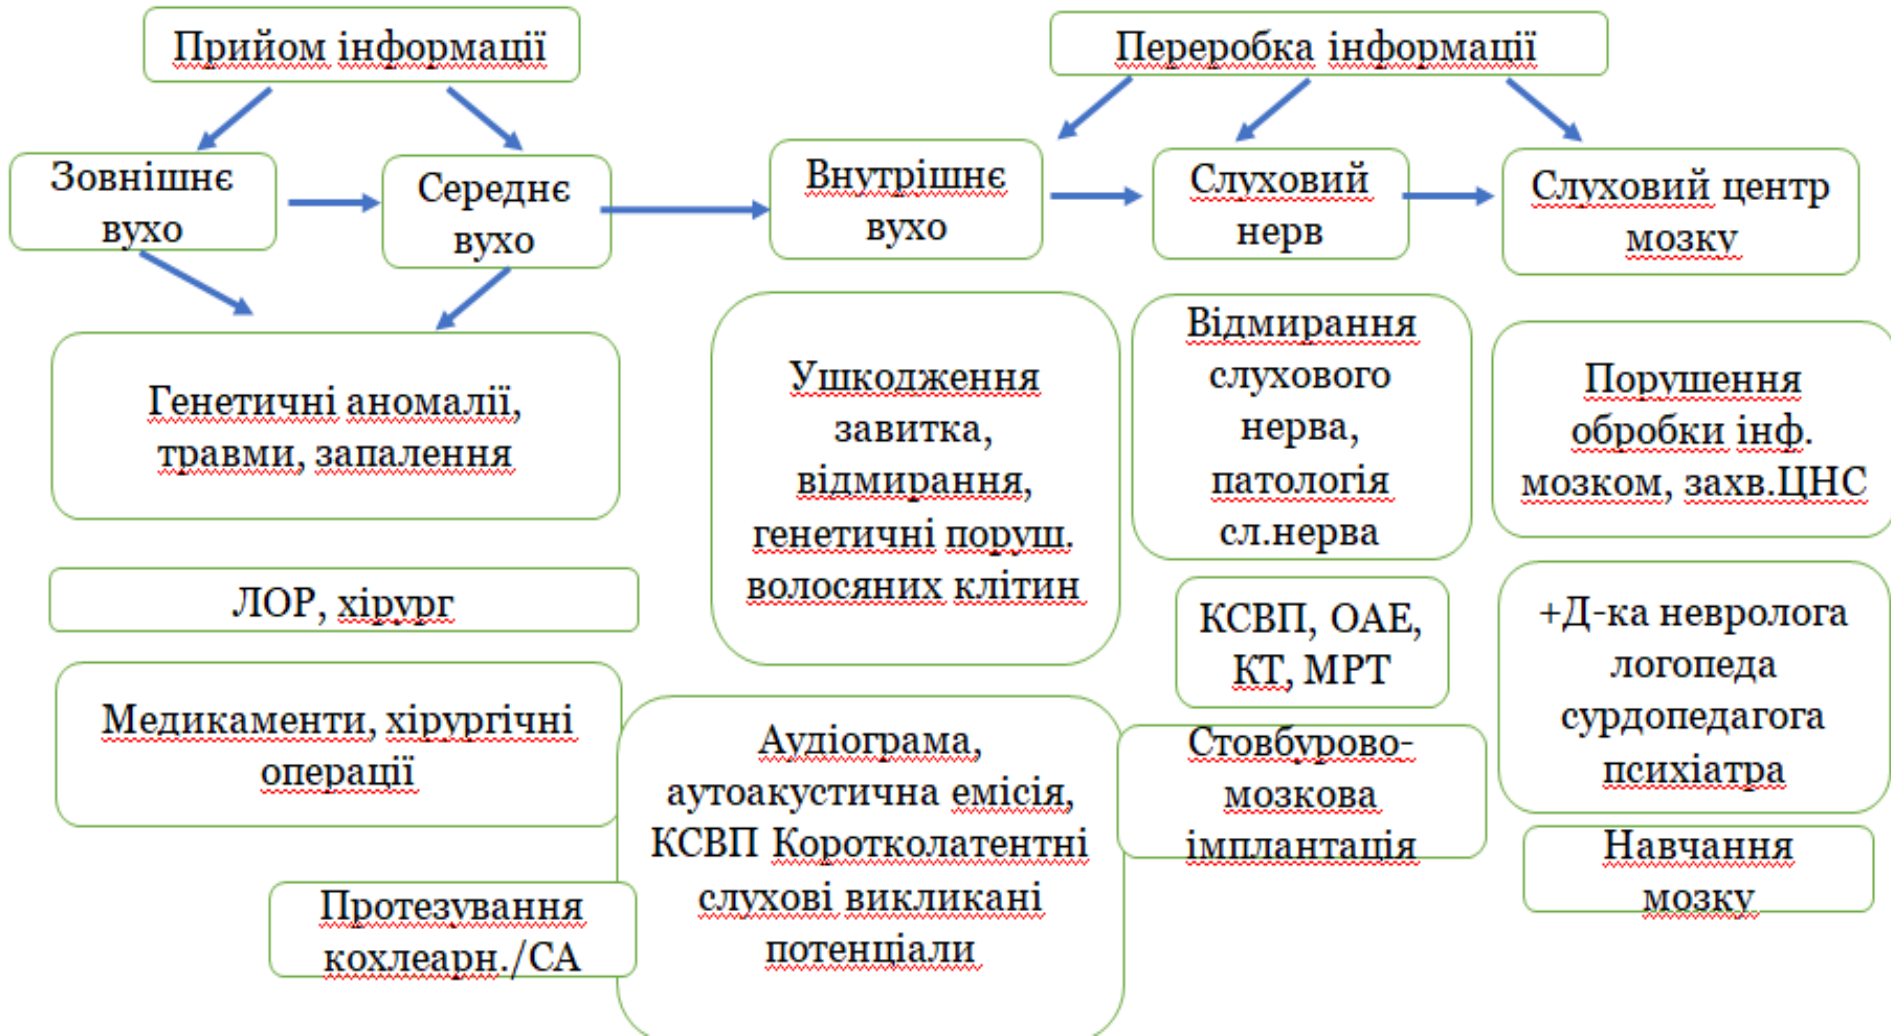 Прийом інформації
Переробка інформації
Зовнішнє
вухо
Середнє
вухо
Внутрішнє
вухо
Слуховий
нерв
Слуховий центр
мозку
Генетичні аномалії,
травми, запалення
Ушкодження
завитка,
відмирання,
генетичні поруш.
волосяних клітин
Відмирання
слухового
нерва,
патологія
сл.нерва
Порушення
обробки інф.
мозком, захв.ЦНС
ЛОР, хірург
КСВП, ОАЕ,
КТ, МРТ
+Д-ка невролога
логопеда
сурдопедагога
психіатра
Медикаменти, хірургічні
операції
Аудіограма,
аутоакустична емісія,
КСВП Коротколатентні
слухові викликані
потенціали
Стовбурово-
мозкова
імплантація
Навчання
мозку
Протезування
кохлеарн./СА